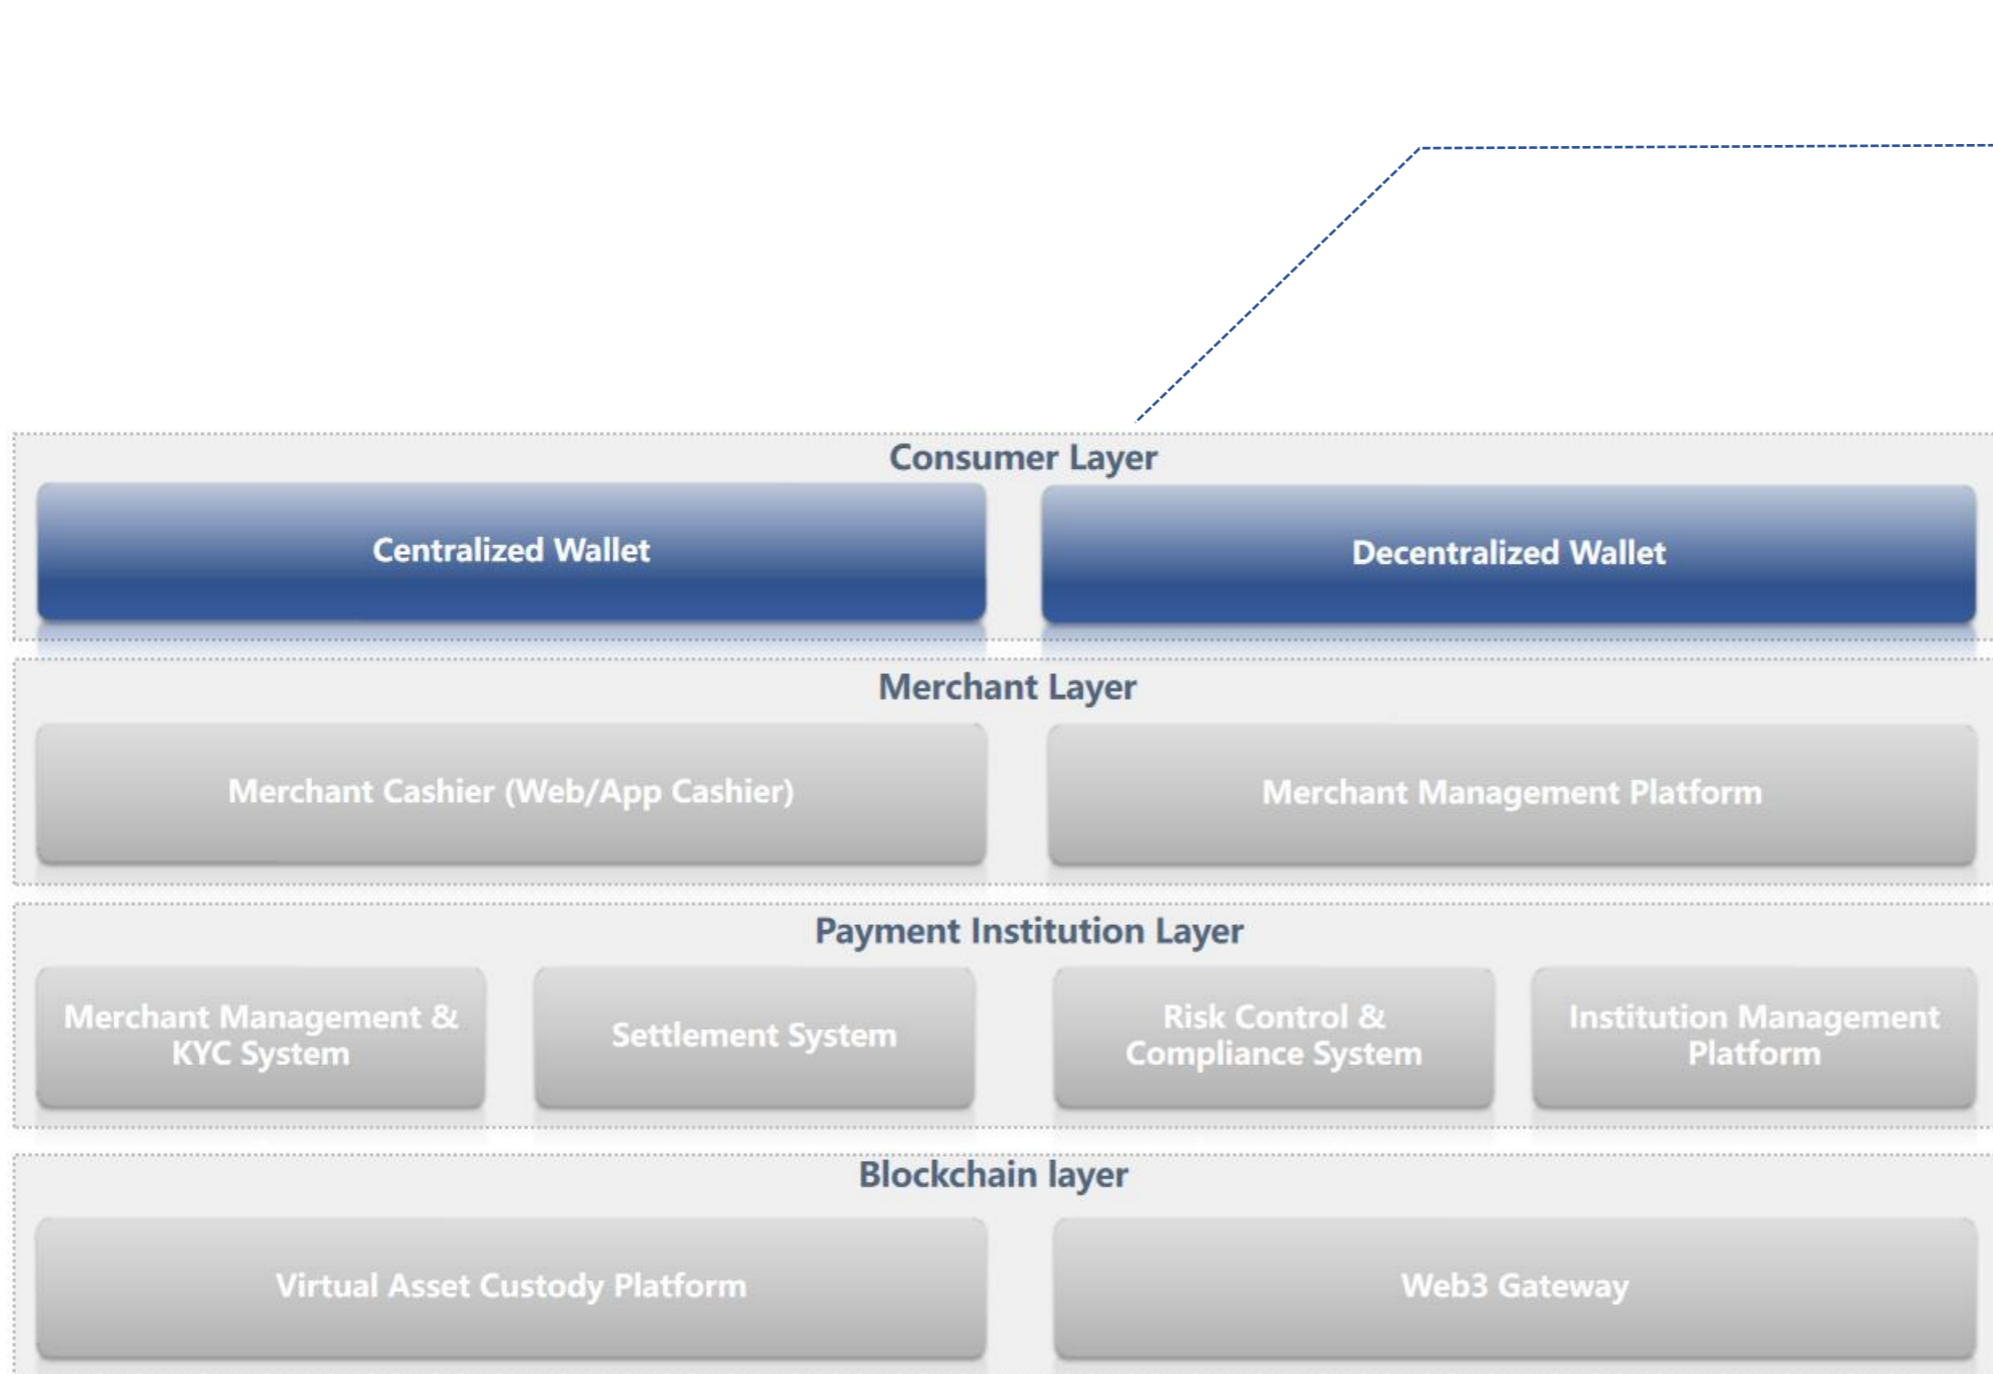 Consumer Layer
Centralized Wallet
Decentralized Wallet
Merchant Layer
Merchant Cashier (Web/App Cashier)
Merchant Management Platform
Payment Institution Layer
Merchant Management &
KYC System
Settlement System
Risk Control &
Compliance System
Institution Management
Platform
Blockchain layer
Virtual Asset Custody Platform
Web3 Gateway